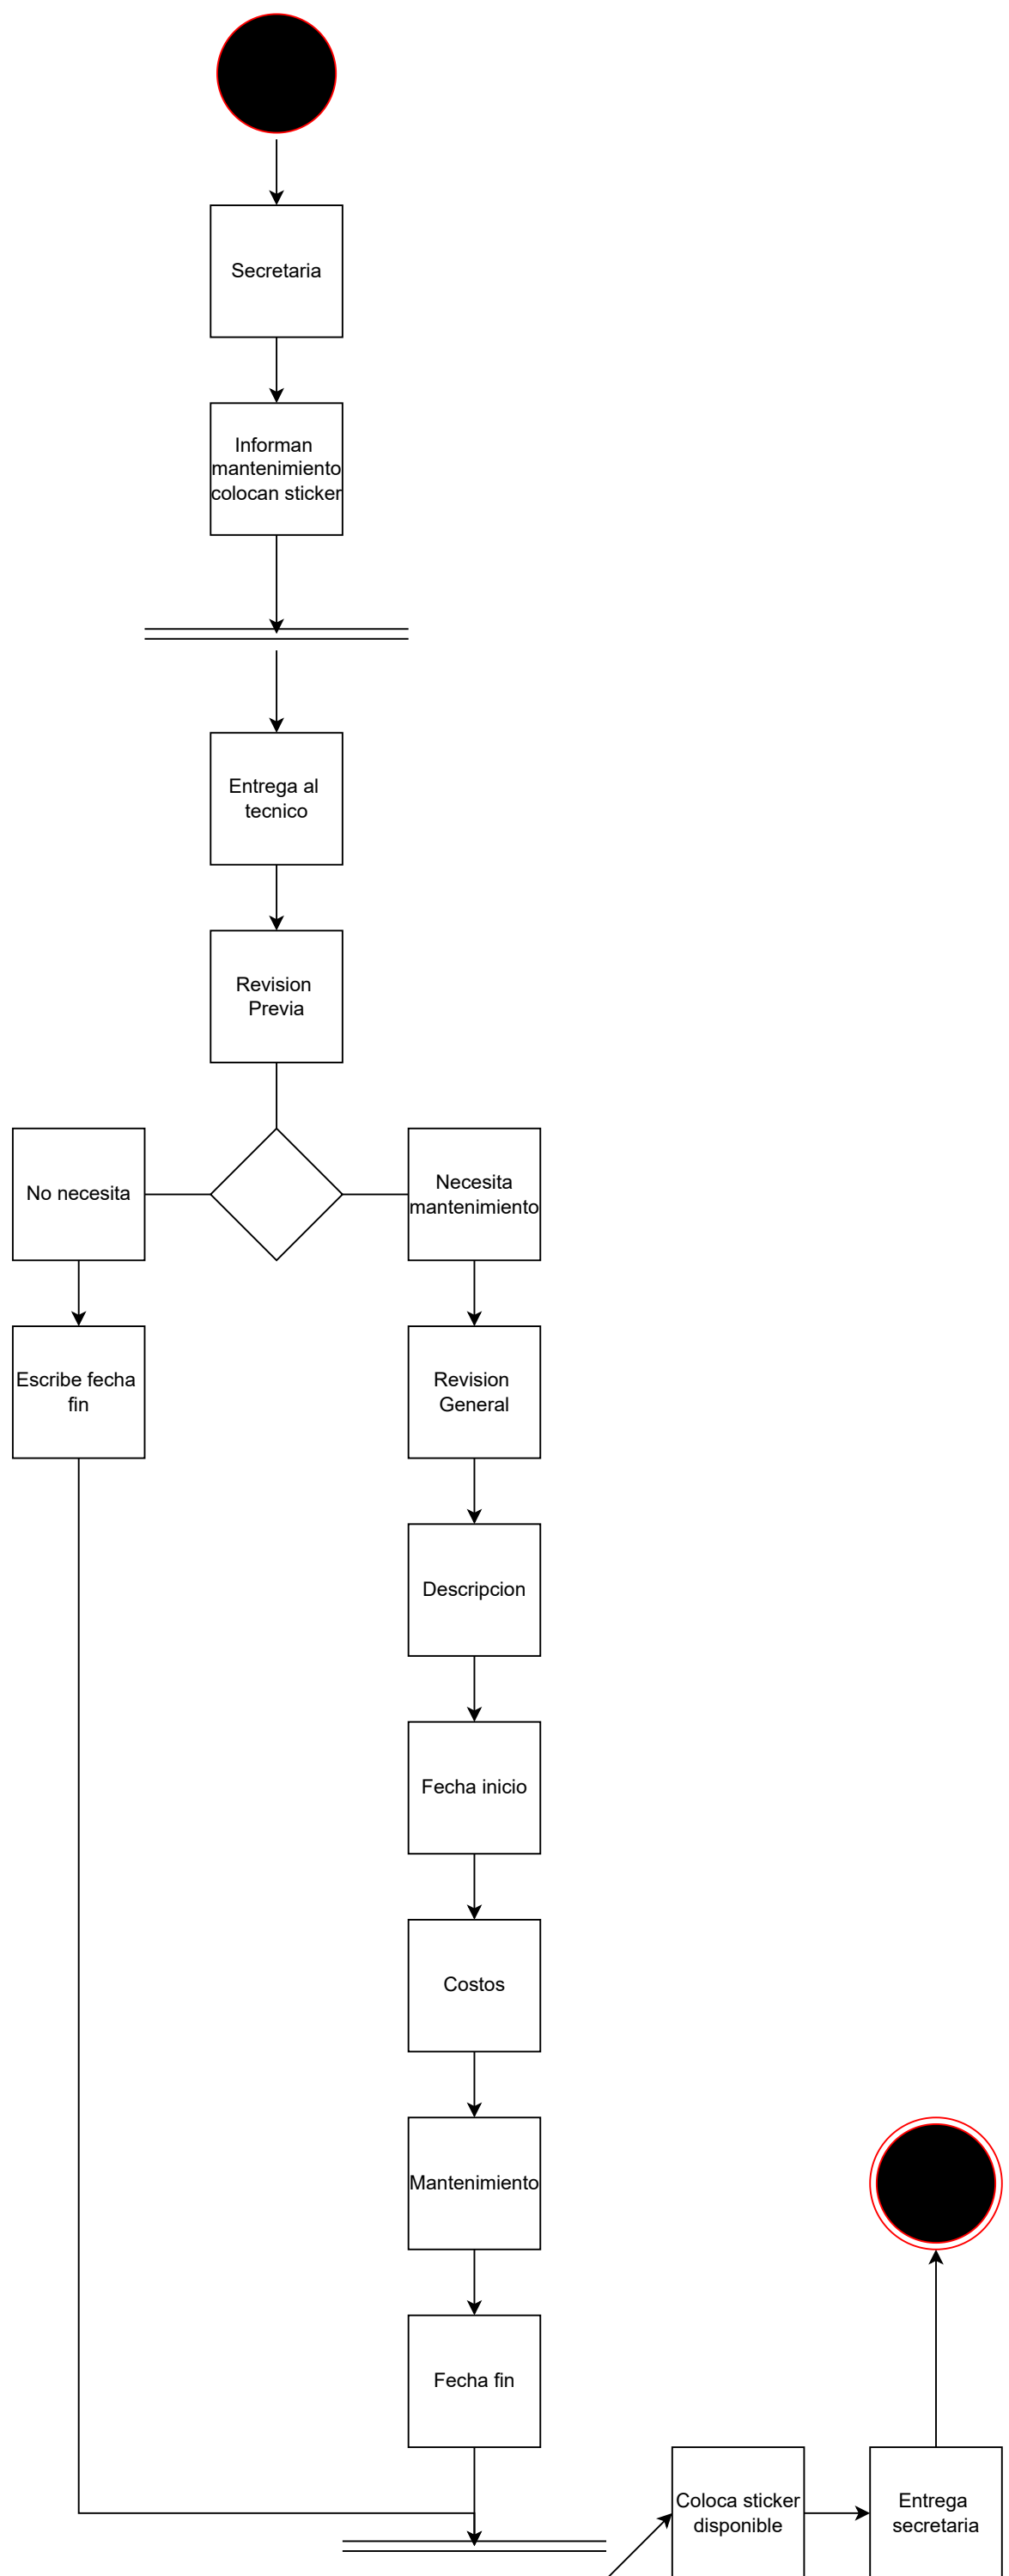 Secretaria
Informan
mantenimiento
colocan sticker
Entrega al
tecnico
Revision
Previa
No necesita
Necesita
mantenimiento
Escribe fecha
fin
Revision
General
Descripcion
Fecha inicio
Costos
Mantenimiento
Fecha fin
Coloca sticker
disponible
Entrega
secretaria